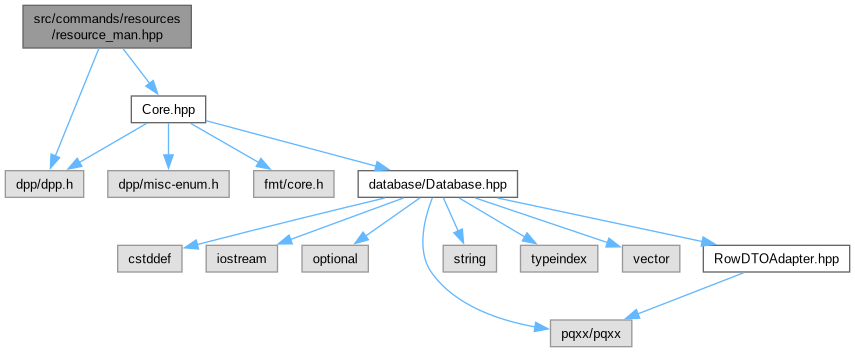 src/commands/resources
/resource_man.hpp
Core.hpp
dpp/dpp.h
dpp/misc-enum.h
fmt/core.h
database/Database.hpp
cstddef
iostream
optional
string
typeindex
vector
RowDTOAdapter.hpp
pqxx/pqxx